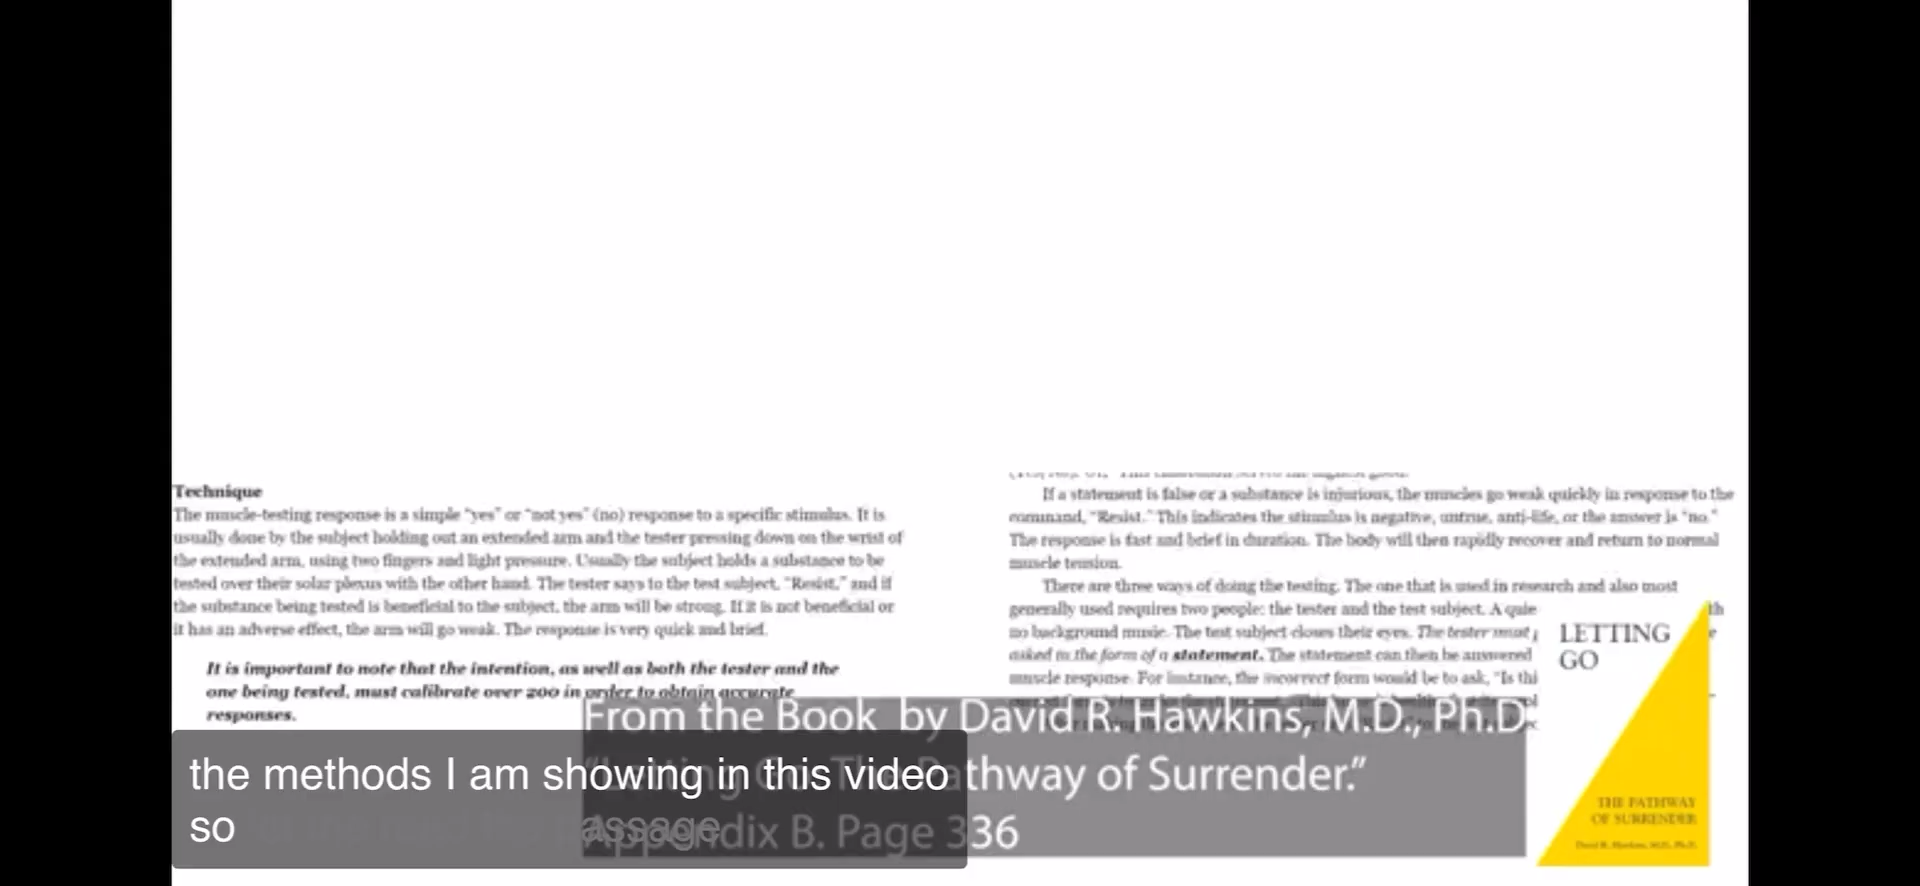 Technique
The muscle-testing response is a simple “yes” or “not yes” (no) response to a specific stimulus. It is
usually done by the subject holding out an extended arm and the tester pressing down on the wrist of
the extended arm, using two fingers and light pressure. Usually the subject holds a substance to be
tested over their solar plexus with the other hand. The tester says to the test subject, “Resist,” and if
the substance being tested is beneficial to the subject, the arm will be strong. If it is not beneficial or
it has an adverse effect, the arm will go weak. The response is very quick and brief.
It is important to note that the intention, as well as both the tester and the
one being tested, must calibrate over 200 in order to obtain accurate
responses.
If a statement is false or a substance is injurious, the muscles go weak quickly in response to the
command, “Resist.” This indicates the stimulus is negative, untrue, anti-life, or the answer is “no.”
The response is fast and brief in duration. The body will then rapidly recover and return to normal
muscle tension.
There are three ways of doing the testing. The one that is used in research and also most
generally used requires two people: the tester and the test subject. A quie
no background music. The test subject closes their eyes. The tester must
asked in the form of a statement. The statement can then be answered
muscle response. For instance, the incorrect form would be to ask, “Is thi
LETTING
GO
THE PATHWAY
OF SURRENDER
David R. Hawkins, M.D., Ph.D.
From the Book by David R. Hawkins, M.D., Ph.D
“Letting Go The Pathway of Surrender.”
Appendix B. Page 336
the methods I am showing in this video
so